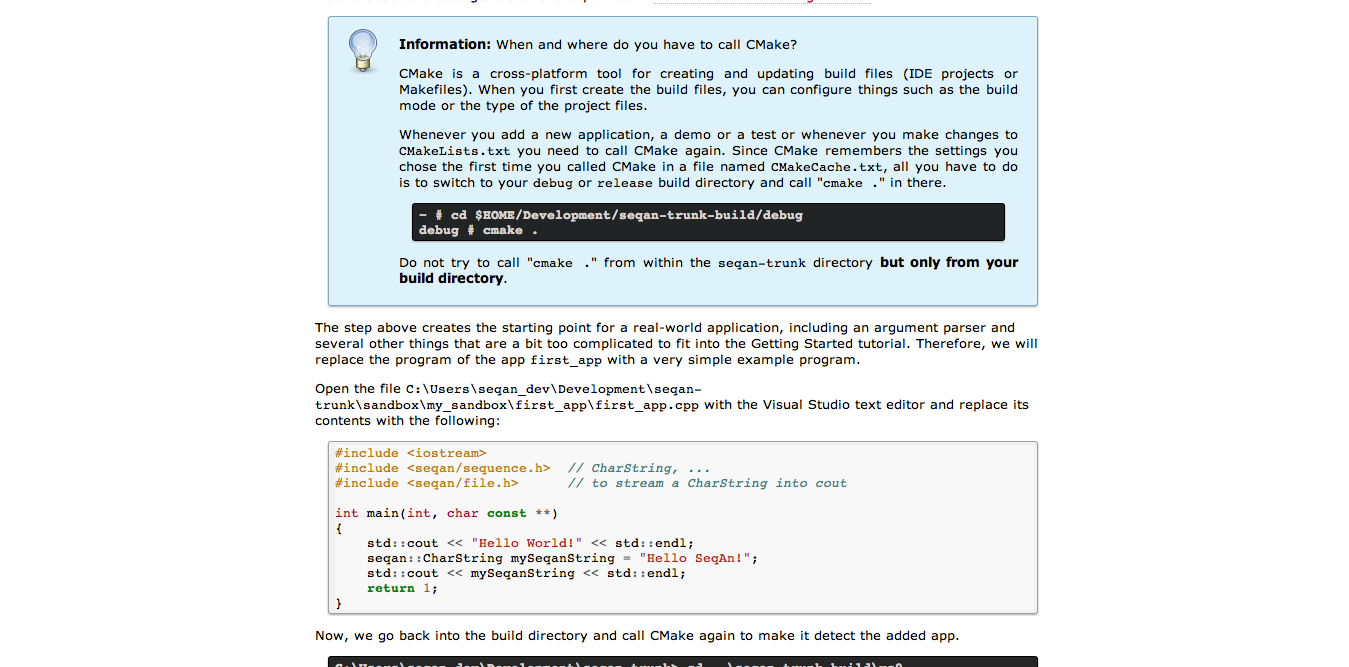 Information: When and where do you have to call CMake?
CMake is a cross-platform tool for creating and updating build files (IDE projects or
Makefiles). When you first create the build files, you can configure things such as the build
mode or the type of the project files.
Whenever you add a new application, a demo or a test or whenever you make changes to
CMakeLists.txt you need to call CMake again. Since CMake remembers the settings you
chose the first time you called CMake in a file named CMakeCache.txt, all you have to do
is to switch to your debug or release build directory and call "cmake ." in there.
~ # cd $HOME/Development/seqan-trunk-build/debug
debug # cmake .
Do not try to call "cmake ." from within the seqan-trunk directory but only from your
build directory.
The step above creates the starting point for a real-world application, including an argument parser and
several other things that are a bit too complicated to fit into the Getting Started tutorial. Therefore, we will
replace the program of the app first_app with a very simple example program.
Open the file C:\Users\seqan_dev\Development\seqan-
trunk\sandbox\my_sandbox\first_app\first_app.cpp with the Visual Studio text editor and replace its
contents with the following:
#include <iostream>
#include <seqan/sequence.h>  // CharString, ...
#include <seqan/file.h>      // to stream a CharString into cout
int main(int, char const **)
{
    std::cout << "Hello World!" << std::endl;
    seqan::CharString mySeqanString = "Hello SeqAn!";
    std::cout << mySeqanString << std::endl;
    return 1;
}
Now, we go back into the build directory and call CMake again to make it detect the added app.